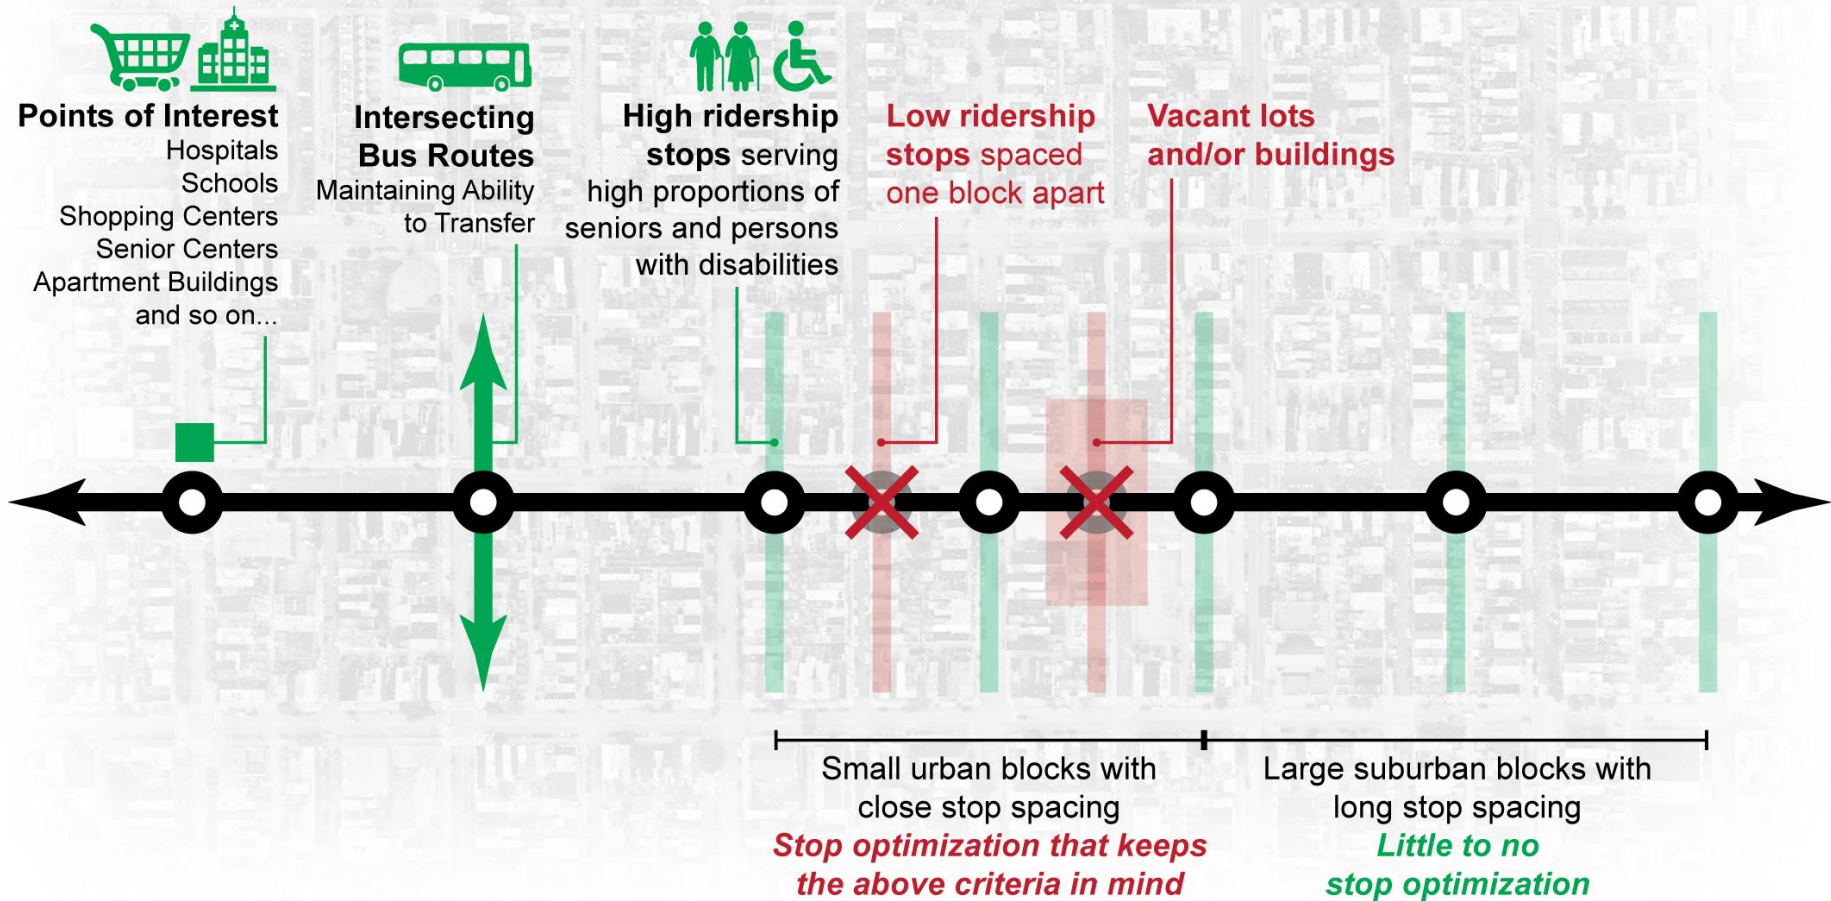 Points of Interest
Hospitals
Schools
Shopping Centers
Senior Centers
Apartment Buildings
and so on...
Intersecting
Bus Routes
Maintaining Ability
to Transfer
High ridership
stops serving
high proportions of
seniors and persons
with disabilities
Low ridership
stops spaced
one block apart
Vacant lots
and/or buildings
Small urban blocks with
close stop spacing
Stop optimization that keeps
the above criteria in mind
Large suburban blocks with
long stop spacing
Little to no
stop optimization